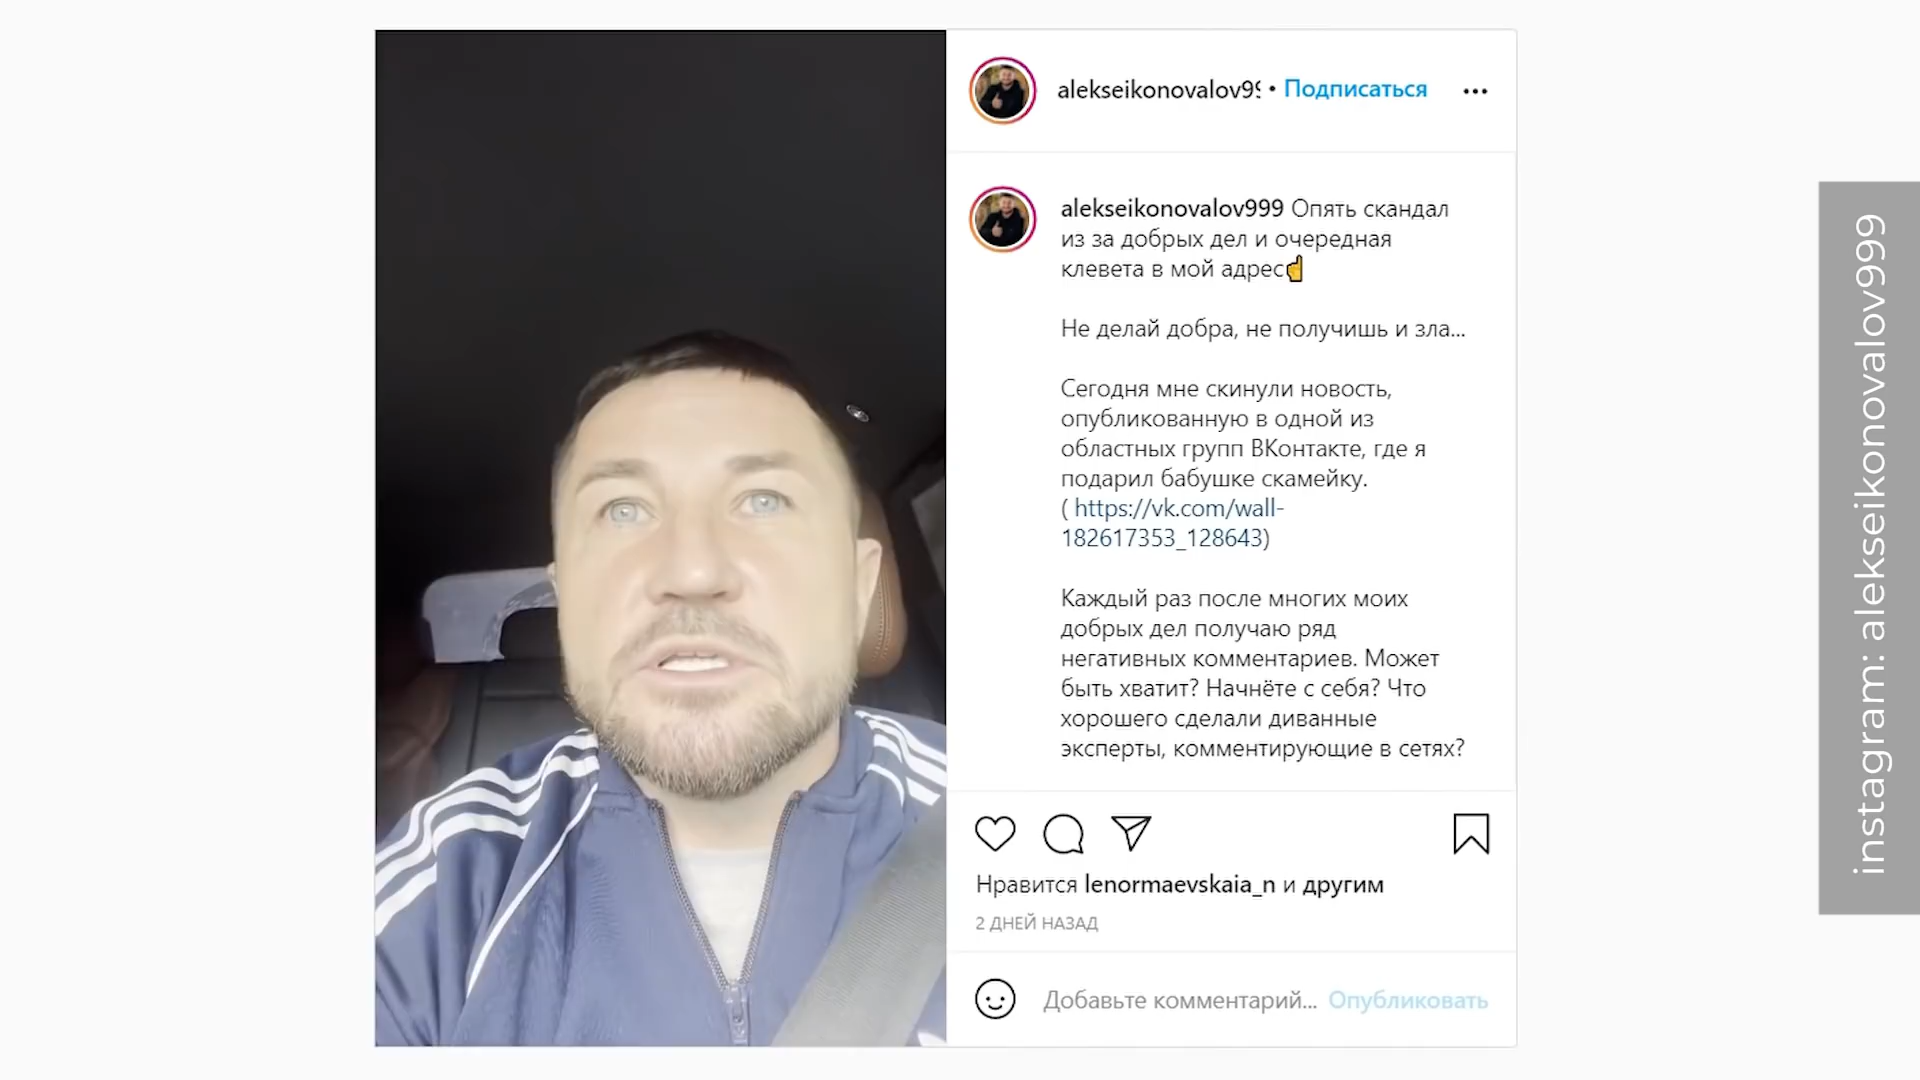 alekseikonovalov99 • Подписаться
alekseikonovalov999 Опять скандал
из за добрых дел и очередная
клевета в мой адрес☝
Не делай добра, не получишь и зла...
Сегодня мне скинули новость,
опубликованную в одной из
областных групп ВКонтакте, где я
подарил бабушке скамейку.
( https://vk.com/wall-
182617353_128643)
Каждый раз после многих моих
добрых дел получаю ряд
негативных комментариев. Может
быть хватит? Начнёте с себя? Что
хорошего сделали диванные
эксперты, комментирующие в сетях?
Нравится lenormaevskaia_n и другим
2 ДНЕЙ НАЗАД
Добавьте комментарий... Опубликовать
instagram: alekseikonovalov999